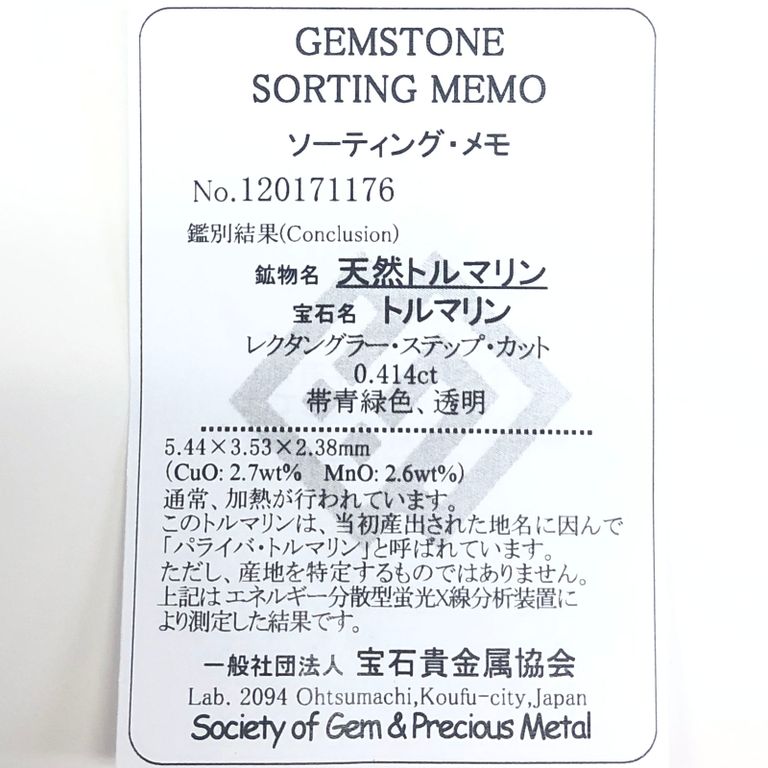 GEMSTONE
SORTING MEMO
ソーティング・メモ
No.120171176
鑑別結果(Conclusion)
鉱物名 天然トルマリン
宝石名 トルマリン
レクタングラー・ステップ・カット
0.414ct
帯青緑色、透明
5.44×3.53×2.38mm
(CuO: 2.7wt% MnO: 2.6wt%)
通常、加熱が行われています。
このトルマリンは、当初産出された地名に因んで
「パライバ・トルマリン」と呼ばれています。
ただし、産地を特定するものではありません。
上記はエネルギー分散型蛍光X線分析装置に
より測定した結果です。
一般社団法人 宝石貴金属協会
Lab. 2094 Ohtsumachi,Koufu-city,Japan
Society of Gem & Precious Metal